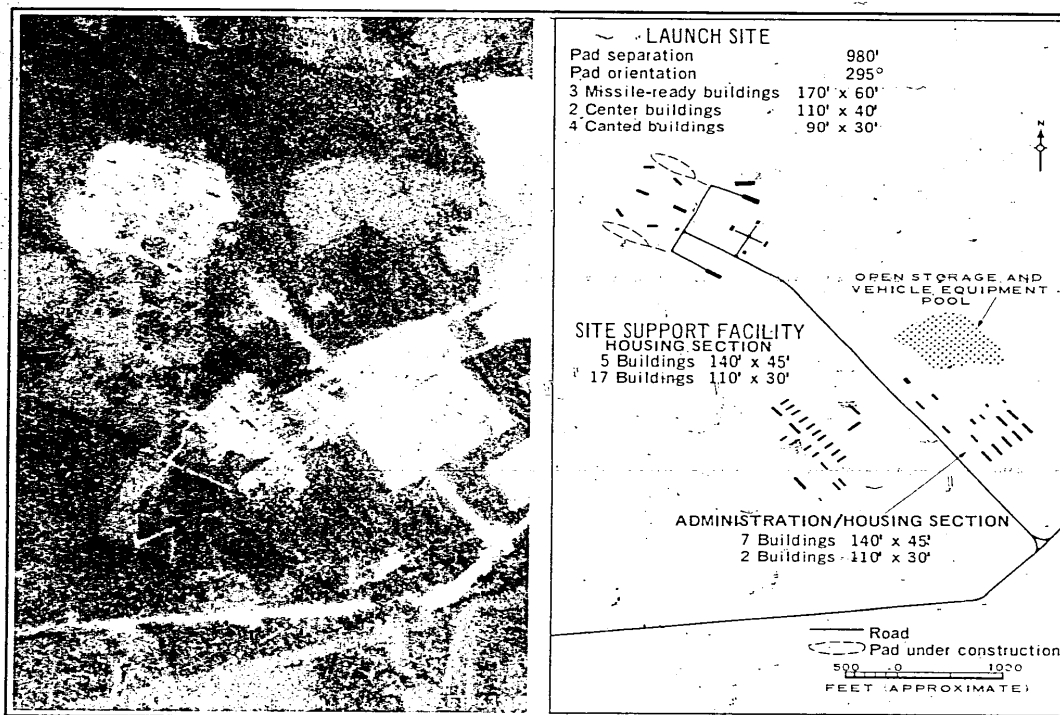 LAUNCH SITE
Pad separation 980'
Pad orientation 295°
3 Missile-ready buildings 170' x 60'
2 Center buildings 110' x 40'
4 Canted buildings 90' x 30'
N
OPEN STORAGE AND
VEHICLE EQUIPMENT
POOL
SITE SUPPORT FACILITY
HOUSING SECTION
5 Buildings 140' x 45'
17 Buildings 110' x 30'
ADMINISTRATION/HOUSING SECTION
7 Buildings 140' x 45'
2 Buildings 110' x 30'
Road
Pad under construction
500 0 1000
FEET (APPROXIMATE)